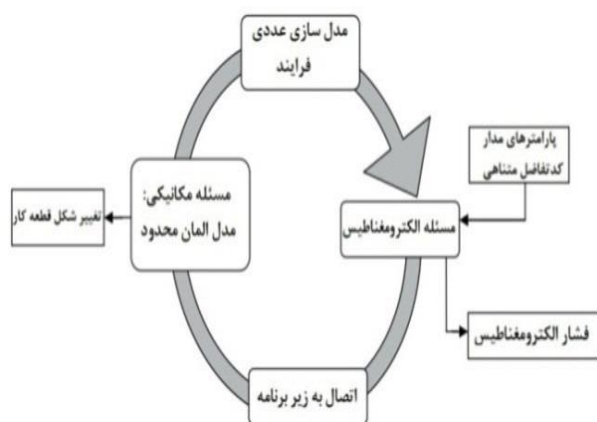 مدل سازی عددی
فرایند
پارامترهای مدار
کدتفاضل متناهی
مسئله الکترومغناطیس
فشار الکترومغناطیس
اتصال به زیر برنامه
مسئله مکانیکی:
مدل المان محدود
تغییر شکل قطعه کار